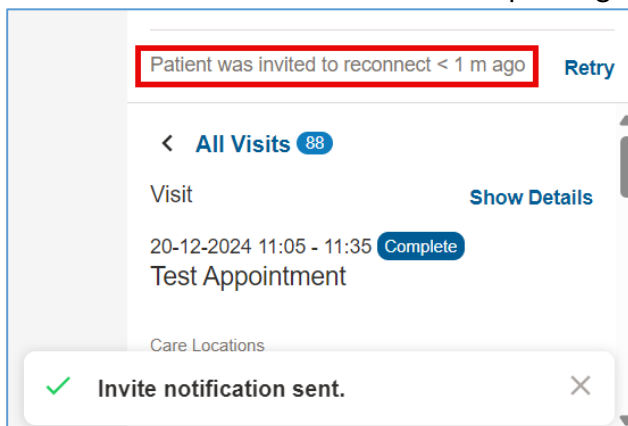 Patient was invited to reconnect < 1 m ago Retry
< All Visits 88
Visit Show Details
20-12-2024 11:05 - 11:35 Complete
Test Appointment
Care Locations
Invite notification sent.